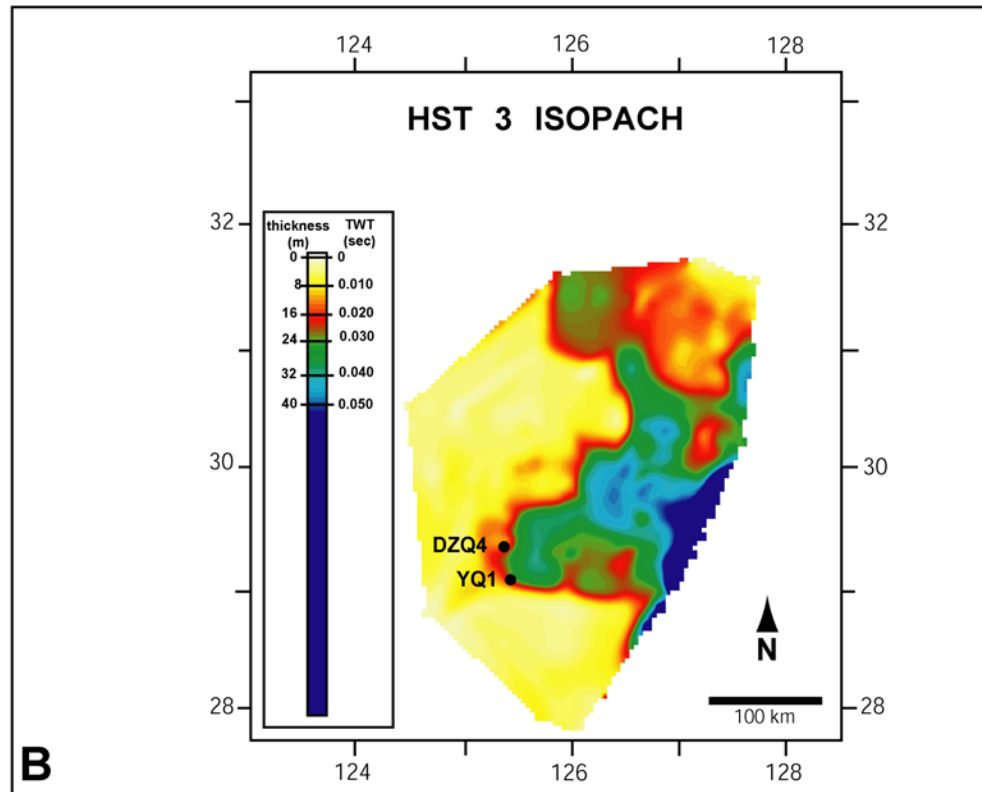 124 126 128
HST 3 ISOPACH
32 32
thickness TWT
(m) (sec)
0 0
8 0.010
16 0.020
24 0.030
32 0.040
40 0.050
30 30
DZQ4
YQ1
N
28 28
100 km
B
124 126 128